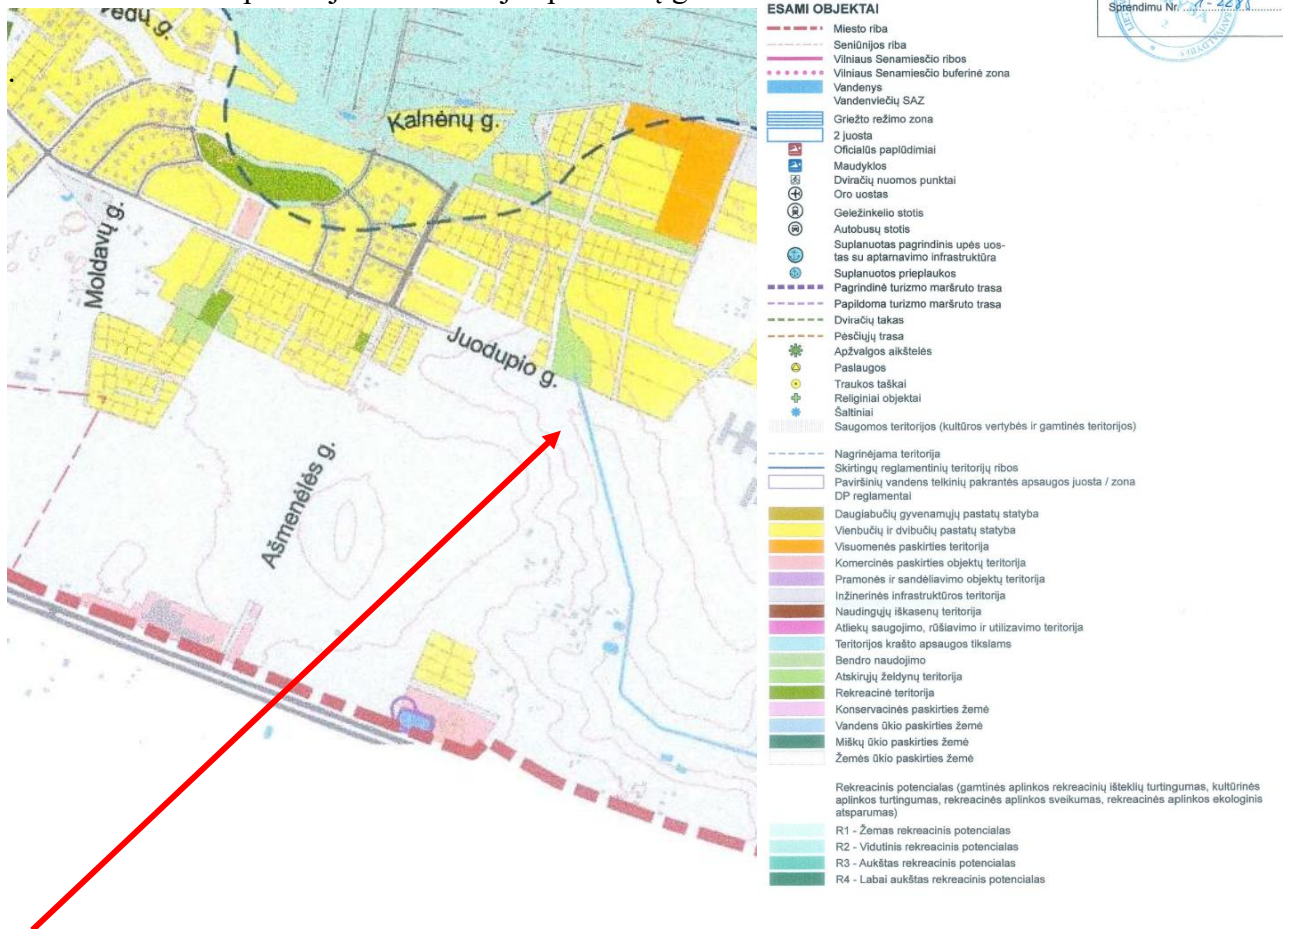 Kalnėnų g.
Moldavų g.
Juodupio g.
Ašmenėlės g.
ESAMI OBJEKTAI
Sprendimu Nr. 1-2280
Miesto riba
Seniūnijos riba
Vilniaus Senamiesčio ribos
Vilniaus Senamiesčio buferinė zona
Vandenys
Vandenviečių SAZ
Griežto režimo zona
2 juosta
Oficialūs paplūdimiai
Maudyklos
Dviračių nuomos punktai
Oro uostas
Geležinkelio stotis
Autobusų stotis
Suplanuotas pagrindinis upės uos-
tas su aptarnavimo infrastruktūra
Suplanuotos prieplaukos
Pagrindinė turizmo maršruto trasa
Papildoma turizmo maršruto trasa
Dviračių takas
Pėsčiųjų trasa
Apžvalgos aikštelės
Paslaugos
Traukos taškai
Religiniai objektai
Šaltiniai
Saugomos teritorijos (kultūros vertybės ir gamtinės teritorijos)
Nagrinėjama teritorija
Skirtingų reglamentinių teritorijų ribos
Paviršinių vandens telkinių pakrantės apsaugos juosta / zona
DP reglamentai
Daugiabučių gyvenamųjų pastatų statyba
Vienbučių ir dvibučių pastatų statyba
Visuomenės paskirties teritorija
Komercinės paskirties objektų teritorija
Pramonės ir sandėliavimo objektų teritorija
Inžinerinės infrastruktūros teritorija
Naudingųjų iškasenų teritorija
Atliekų saugojimo, rūšiavimo ir utilizavimo teritorija
Teritorijos krašto apsaugos tikslams
Bendro naudojimo
Atskirųjų želdynų teritorija
Rekreacinė teritorija
Konservacinės paskirties žemė
Vandens ūkio paskirties žemė
Miškų ūkio paskirties žemė
Žemės ūkio paskirties žemė
Rekreacinis potencialas (gamtinės aplinkos rekreacinių išteklių turtingumas, kultūrinės
aplinkos turtingumas, rekreacinės aplinkos sveikumas, rekreacinės aplinkos ekologinis
atsparumas)
R1 - Žemas rekreacinis potencialas
R2 - Vidutinis rekreacinis potencialas
R3 - Aukštas rekreacinis potencialas
R4 - Labai aukštas rekreacinis potencialas